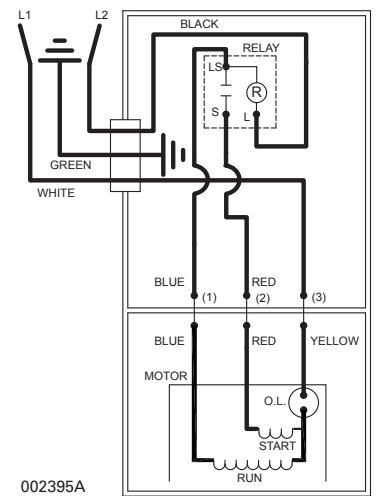 L1
L2
BLACK
RELAY
LS
R
S
L
GREEN
WHITE
BLUE
RED
(1)
(2)
(3)
BLUE
RED
YELLOW
MOTOR
O.L.
START
RUN
002395A